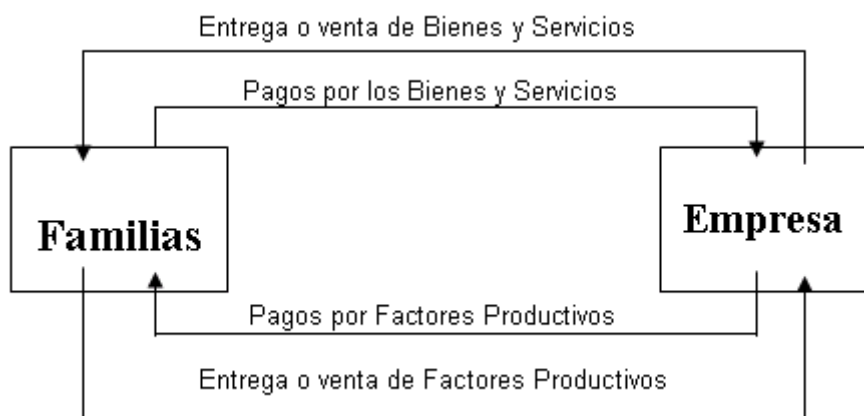 Entrega o venta de Bienes y Servicios
Pagos por los Bienes y Servicios
Familias
Empresa
Pagos por Factores Productivos
Entrega o venta de Factores Productivos